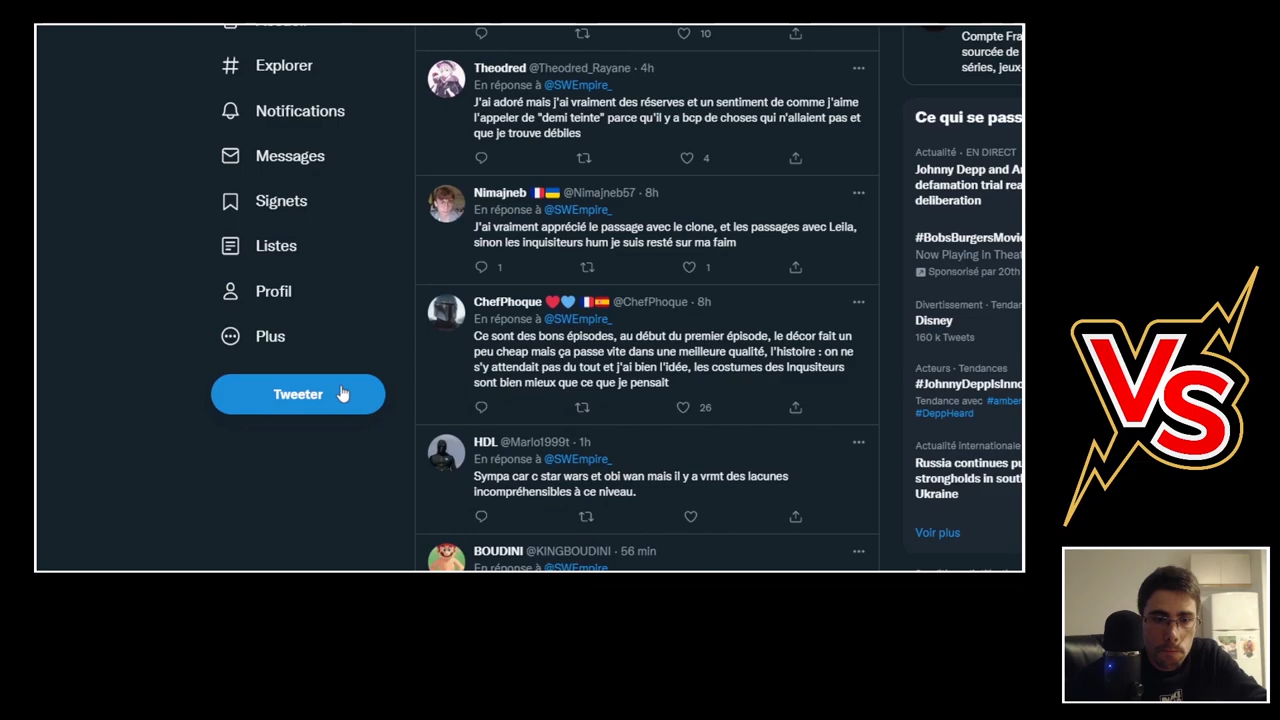 Explorer
Notifications
Messages
Signets
Listes
Profil
Plus
Tweeter
10
Theodred @Theodred_Rayane · 4h
En réponse à @SWEmpire_
J'ai adoré mais j'ai vraiment des réserves et un sentiment de comme j'aime
l'appeler de "demi teinte" parce qu'il y a bcp de choses qui n'allaient pas et
que je trouve débiles
4
Nimajneb @Nimajneb57 · 8h
En réponse à @SWEmpire_
J'ai vraiment apprécié le passage avec le clone, et les passages avec Leila,
sinon les inquisiteurs hum je suis resté sur ma faim
1 1
ChefPhoque @ChefPhoque · 8h
En réponse à @SWEmpire_
Ce sont des bons épisodes, au début du premier épisode, le décor fait un
peu cheap mais ça passe vite dans une meilleure qualité, l'histoire : on ne
s'y attendait pas du tout et j'ai bien l'idée, les costumes des Inqusiteurs
sont bien mieux que ce que je pensait
26
HDL @Marlo1999t · 1h
En réponse à @SWEmpire_
Sympa car c star wars et obi wan mais il y a vrmt des lacunes
incompréhensibles à ce niveau.
BOUDINI @KINGBOUDINI · 56 min
En réponse à @SWEmpire_
Compte Fra
sourcée de
séries, jeux-
Ce qui se pass
Actualité · EN DIRECT
Johnny Depp and Am
defamation trial rea
deliberation
#BobsBurgersMovi
Now Playing in Theat
Sponsorisé par 20th
Divertissement · Tendan
Disney
160 k Tweets
Acteurs · Tendances
#JohnnyDeppIsInno
Tendance avec #amber
#DeppHeard
Actualité internationale
Russia continues pu
strongholds in sout
Ukraine
Voir plus
VS